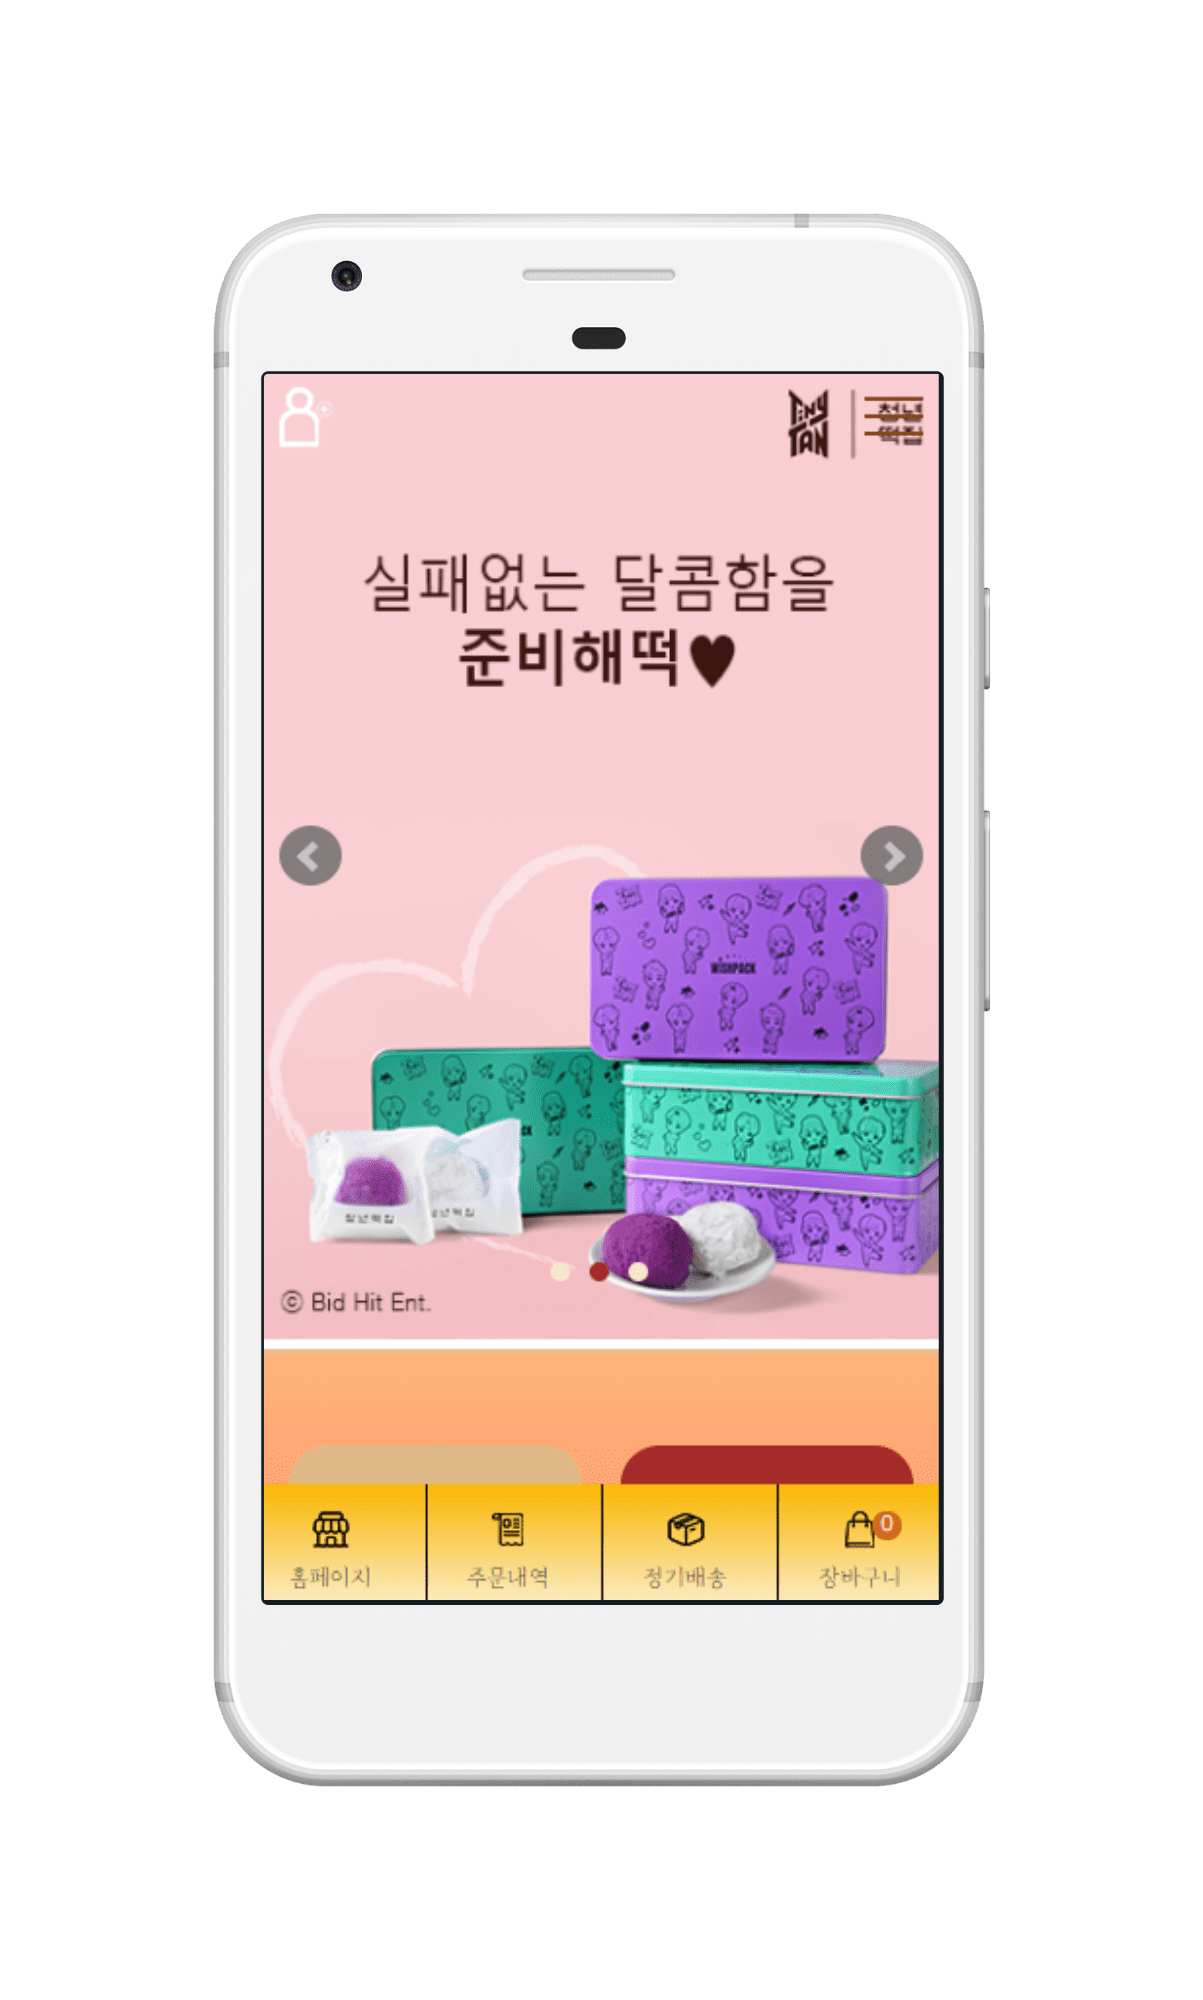 TinyTAN
청년
떡집
실패없는 달콤함을
준비해떡♥
WISHPACK
청년떡집
청년떡집
ⓒ Bid Hit Ent.
홈페이지
주문내역
정기배송
장바구니
0